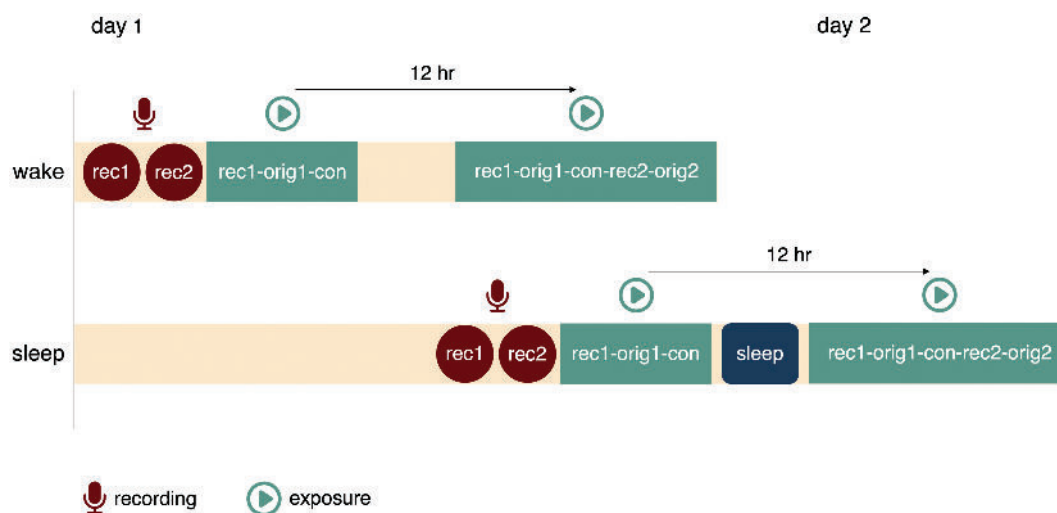 day 1
day 2
12 hr
wake
rec1
rec2
rec1-orig1-con
rec1-orig1-con-rec2-orig2
12 hr
sleep
rec1
rec2
rec1-orig1-con
sleep
rec1-orig1-con-rec2-orig2
recording
exposure